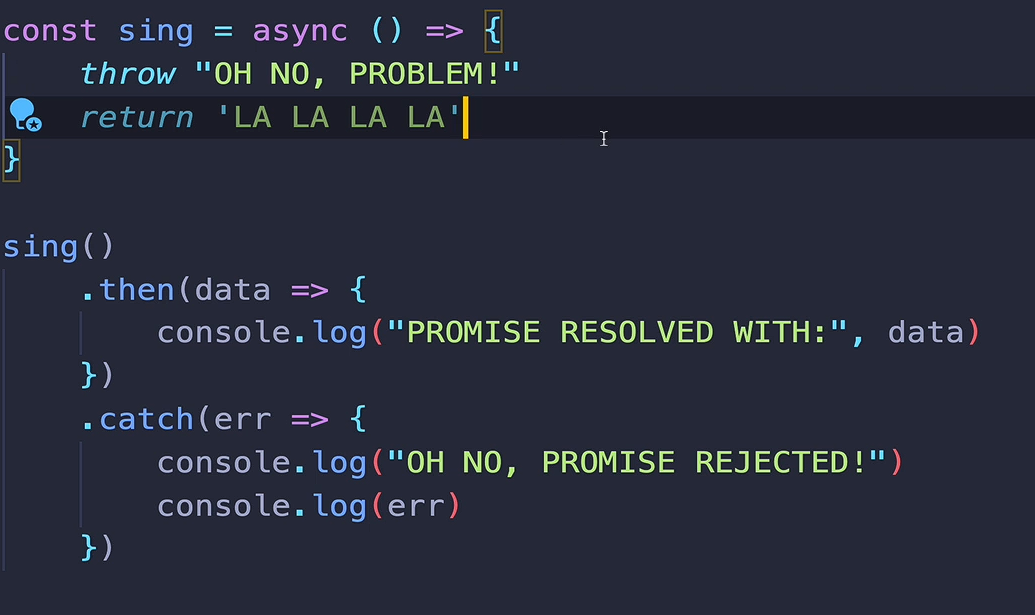 const sing = async () => {
    throw "OH NO, PROBLEM!"
    return 'LA LA LA LA'
}

sing()
    .then(data => {
        console.log("PROMISE RESOLVED WITH:", data)
    })
    .catch(err => {
        console.log("OH NO, PROMISE REJECTED!")
        console.log(err)
    })